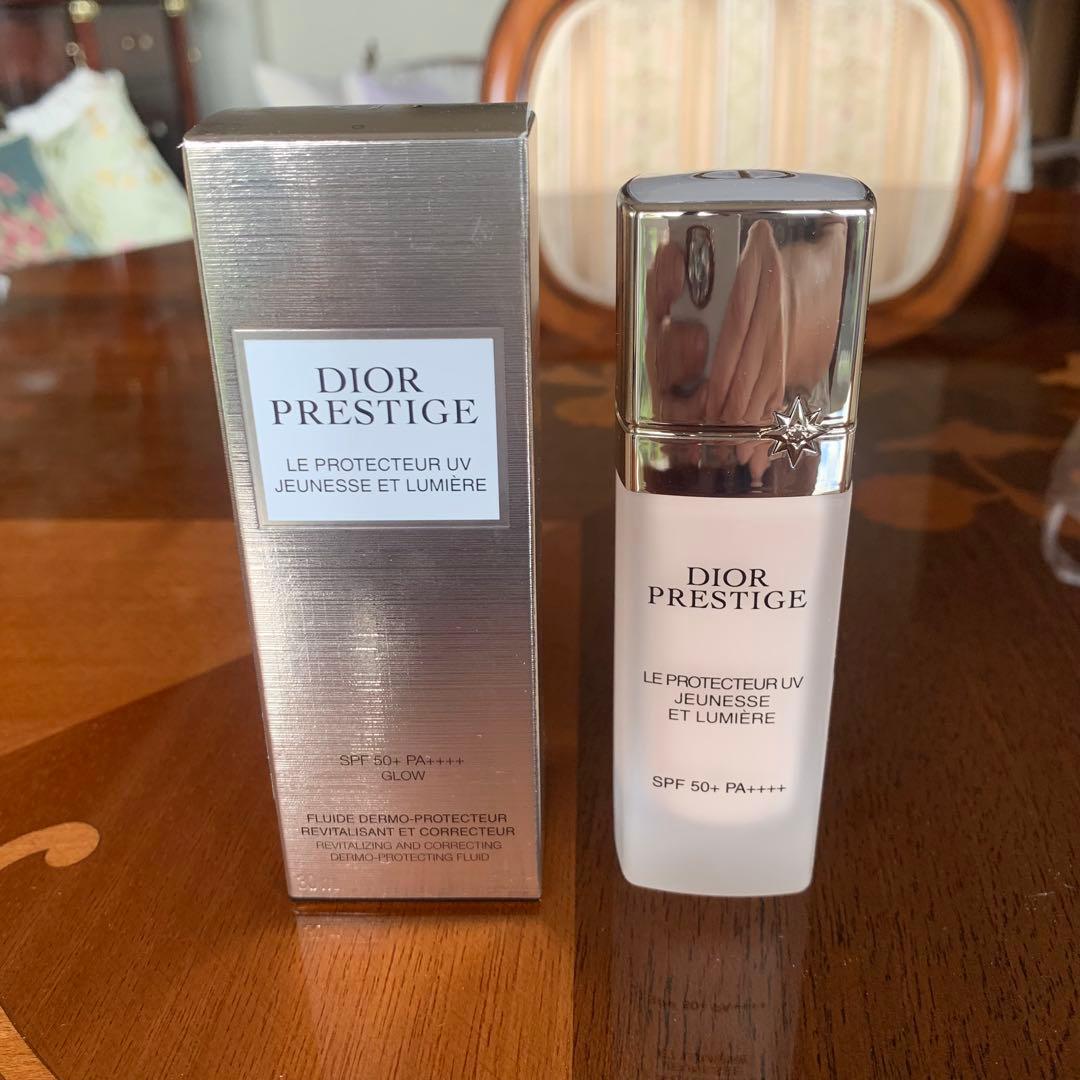 DIOR
PRESTIGE
LE PROTECTEUR UV
JEUNESSE ET LUMIÈRE
SPF 50+ PA++++
GLOW
FLUIDE DERMO-PROTECTEUR
REVITALISANT ET CORRECTEUR
REVITALIZING AND CORRECTING
DERMO-PROTECTING FLUID
DIOR
PRESTIGE
LE PROTECTEUR UV
JEUNESSE
ET LUMIÈRE
SPF 50+ PA++++